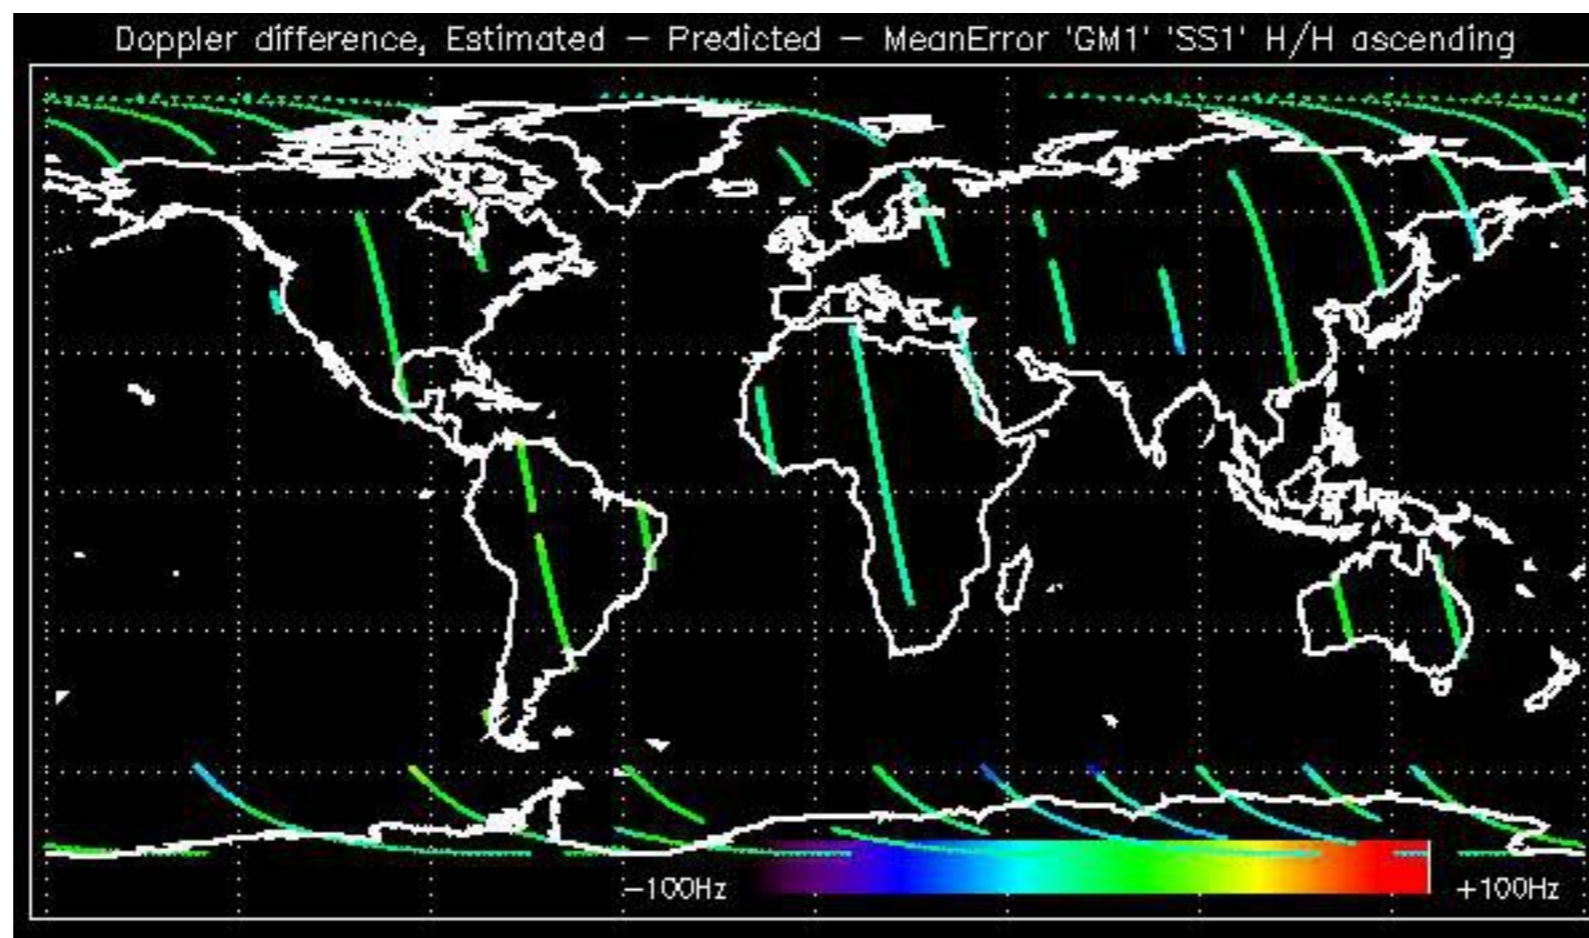 Doppler difference, Estimated - Predicted - MeanError 'GM1' 'SS1' H/H ascending
-100Hz
+100Hz